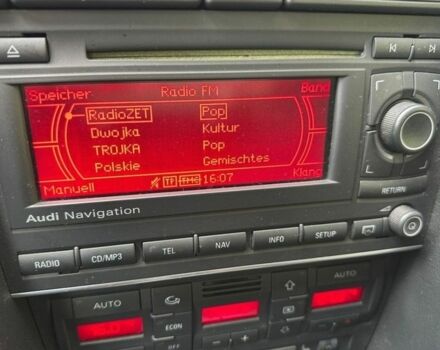 Speicher Radio FM Band
RadioZET Pop
Dwojka Kultur
TROJKA Pop
Polskie Gemischtes
Manuell TP TMC 16:07 Klang
RETURN
Audi Navigation
RADIO CD/MP3 TEL NAV INFO SETUP
AUTO AUTO
ECON
OFF